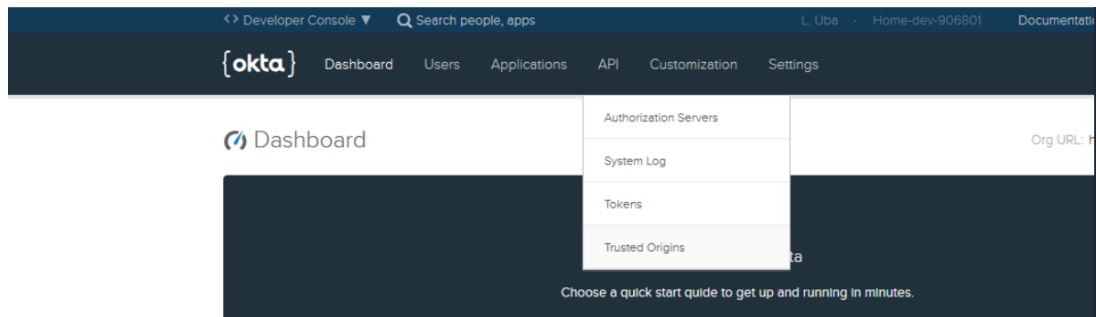 <> Developer Console ▼ Search people, apps L. Uba · Home-dev-906801 Documentatio
{okta} Dashboard Users Applications API Customization Settings
Authorization Servers
Dashboard Org URL: h
System Log
Tokens
Trusted Origins
ta
Choose a quick start guide to get up and running in minutes.